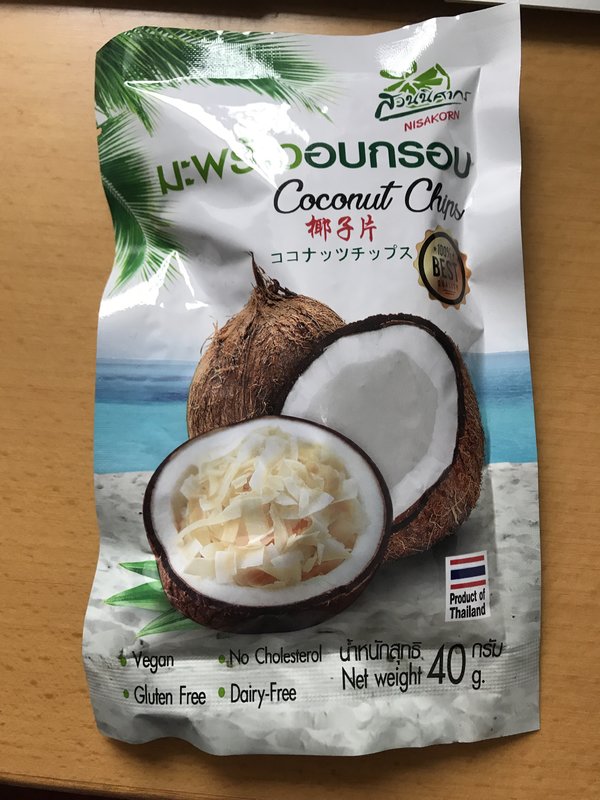 สวนนิศากร
NISAKORN
มะพร้าวอบกรอบ
Coconut Chips
椰子片
ココナッツチップス
100%
BEST
QUALITY
Product of
Thailand
Vegan
No Cholesterol
Gluten Free
Dairy-Free
น้ำหนักสุทธิ 40 กรัม
Net weight g.